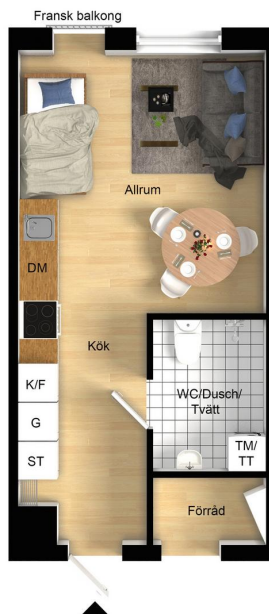 Fransk balkong
Allrum
DM
Kök
K/F
G
ST
WC/Dusch/
Tvätt
TM/
TT
Förråd